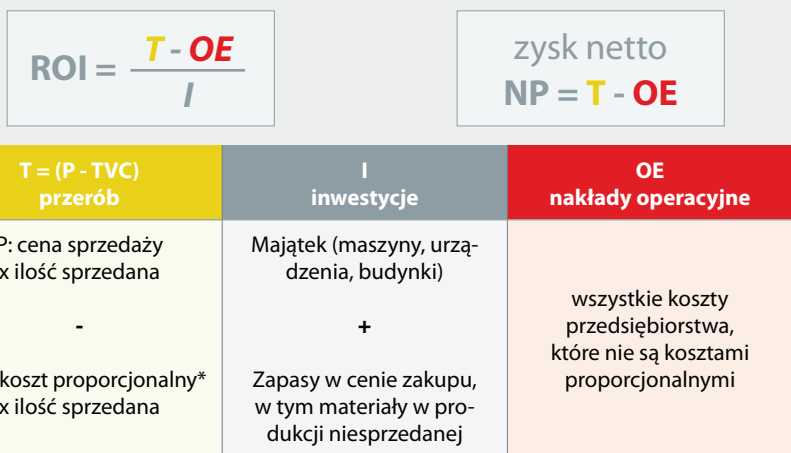 ROI = T - OE
I
zysk netto
NP = T - OE
T = (P - TVC)
przerób
P: cena sprzedaży
x ilość sprzedana
-
koszt proporcjonalny*
x ilość sprzedana
I
inwestycje
Majątek (maszyny, urzą-
dzenia, budynki)
+
Zapasy w cenie zakupu,
w tym materiały w pro-
dukcji niesprzedanej
OE
nakłady operacyjne
wszystkie koszty
przedsiębiorstwa,
które nie są kosztami
proporcjonalnymi